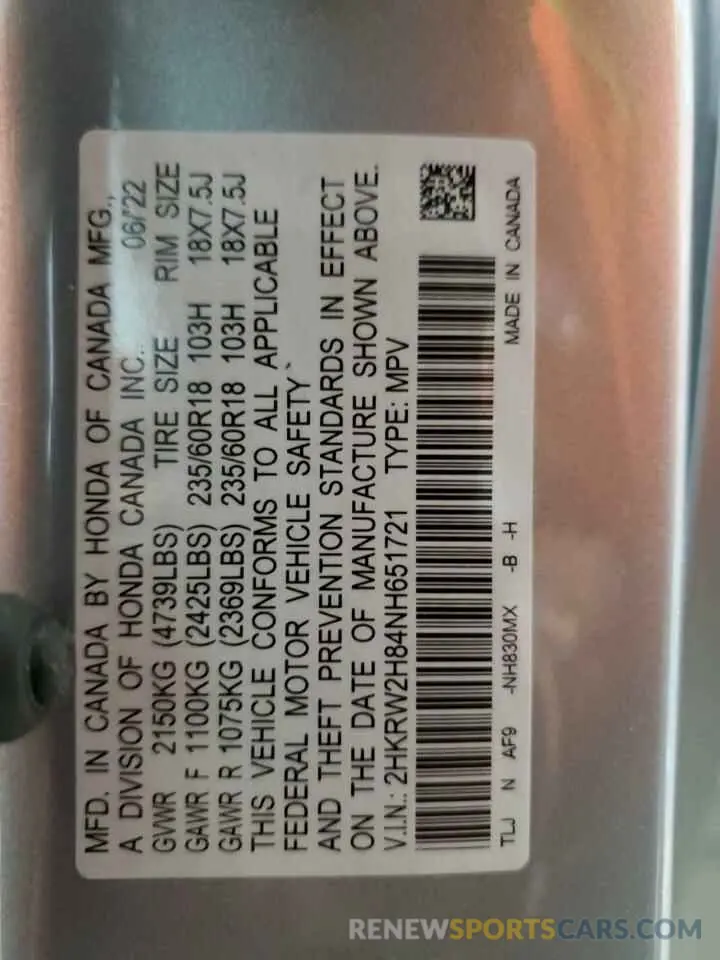 MFD. IN CANADA BY HONDA OF CANADA MFG.,
A DIVISION OF HONDA CANADA INC.. 06/22
GVWR 2150KG (4739LBS) TIRE SIZE RIM SIZE
GAWR F 1100KG (2425LBS) 235/60R18 103H 18X7.5J
GAWR R 1075KG (2369LBS) 235/60R18 103H 18X7.5J
THIS VEHICLE CONFORMS TO ALL APPLICABLE
FEDERAL MOTOR VEHICLE SAFETY
AND THEFT PREVENTION STANDARDS IN EFFECT
ON THE DATE OF MANUFACTURE SHOWN ABOVE.
V.I.N.: 2HKRW2H84NH651721 TYPE: MPV
TLJ N AF9 -NH830MX -B -H MADE IN CANADA
RENEWSPORTSCARS.COM